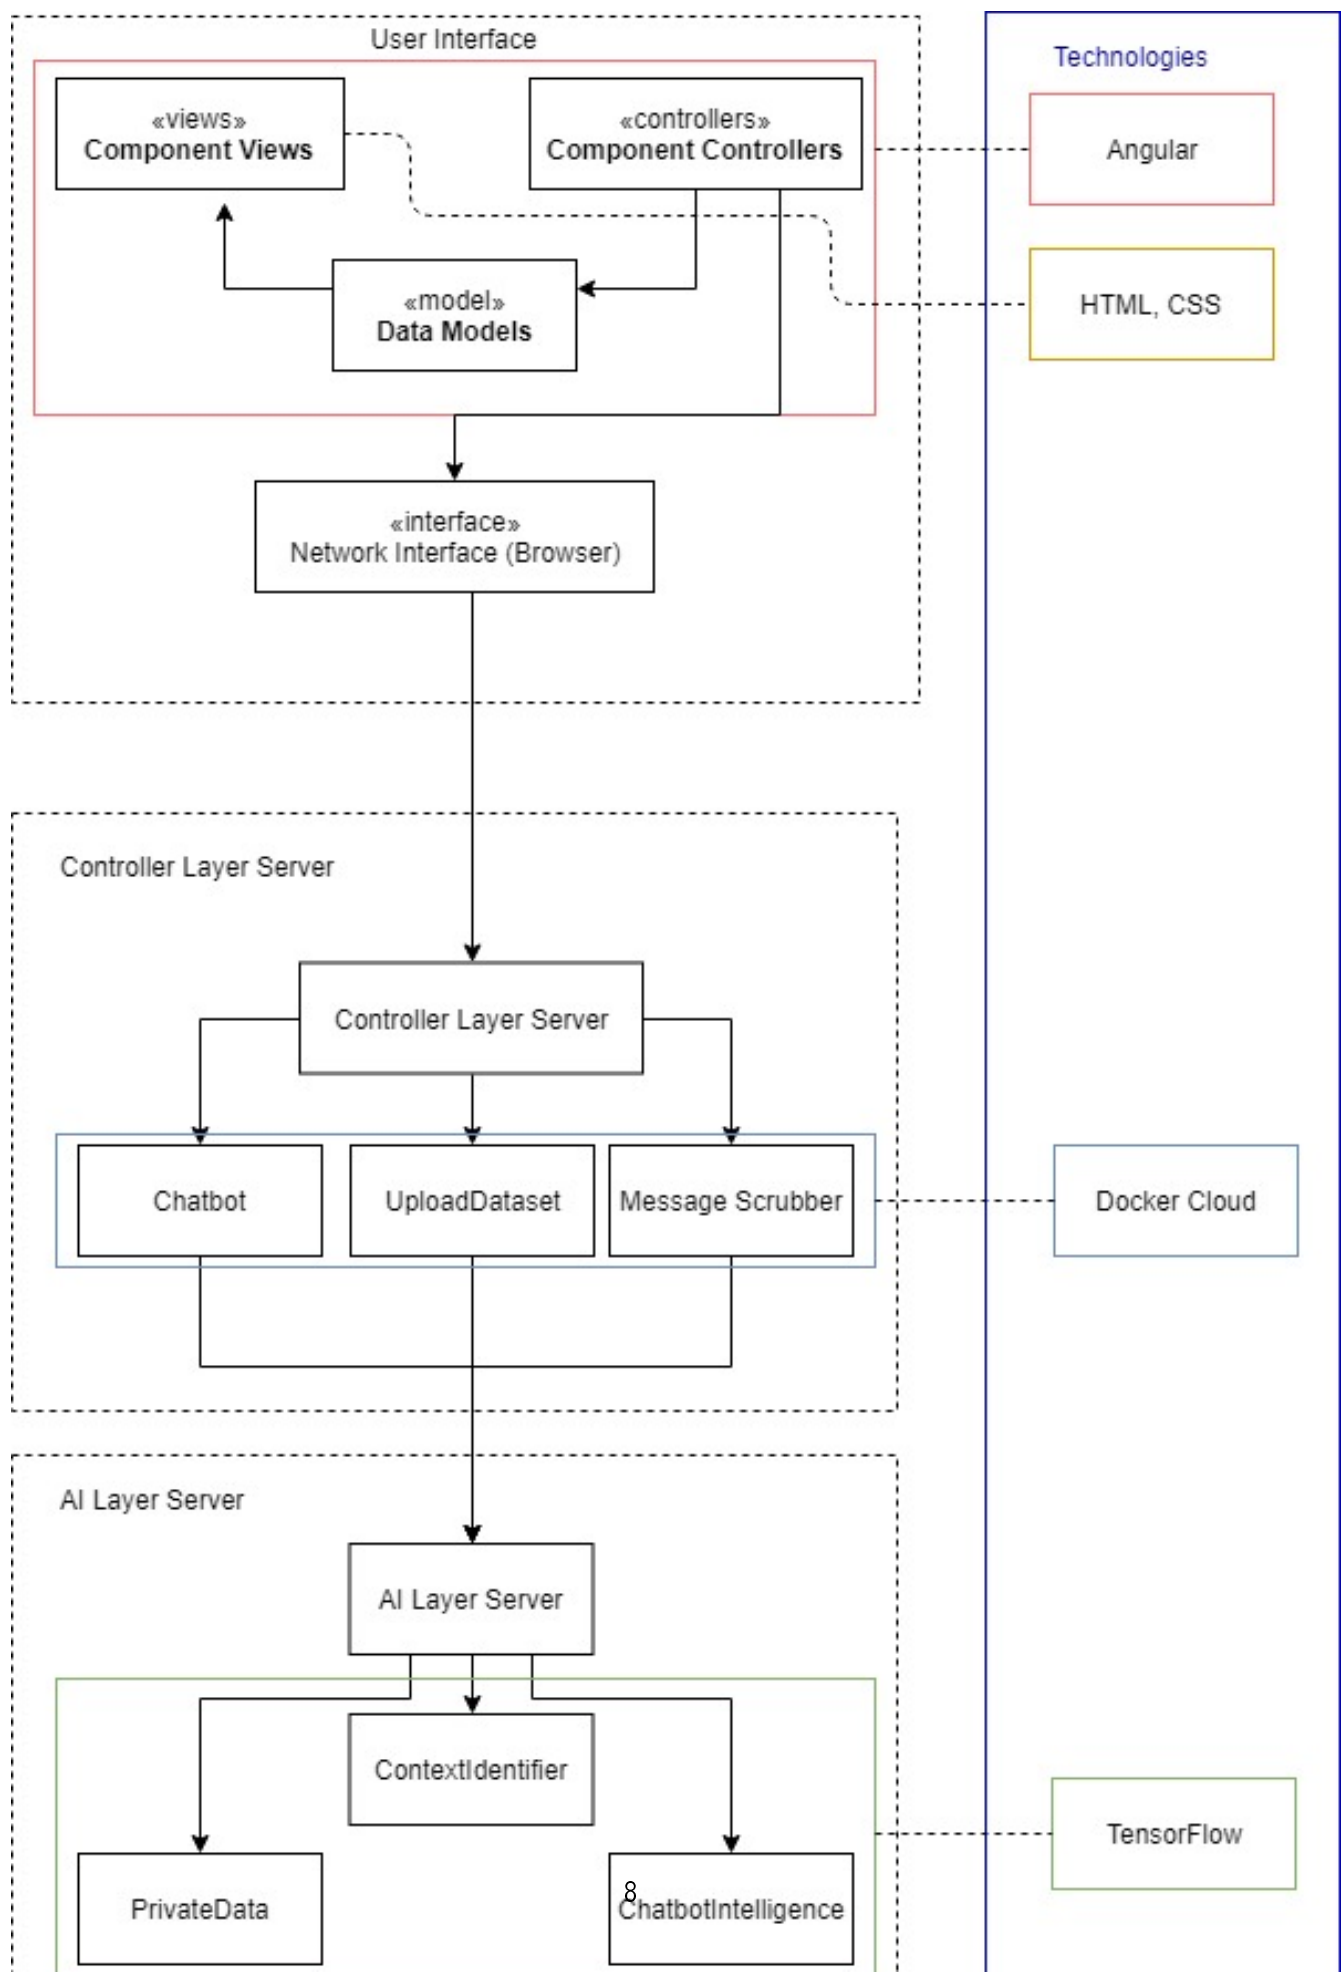 User Interface
Technologies
«views»
Component Views
«controllers»
Component Controllers
Angular
«model»
Data Models
HTML, CSS
«interface»
Network Interface (Browser)
Controller Layer Server
Controller Layer Server
Chatbot
UploadDataset
Message Scrubber
Docker Cloud
AI Layer Server
AI Layer Server
ContextIdentifier
TensorFlow
PrivateData
8
ChatbotIntelligence